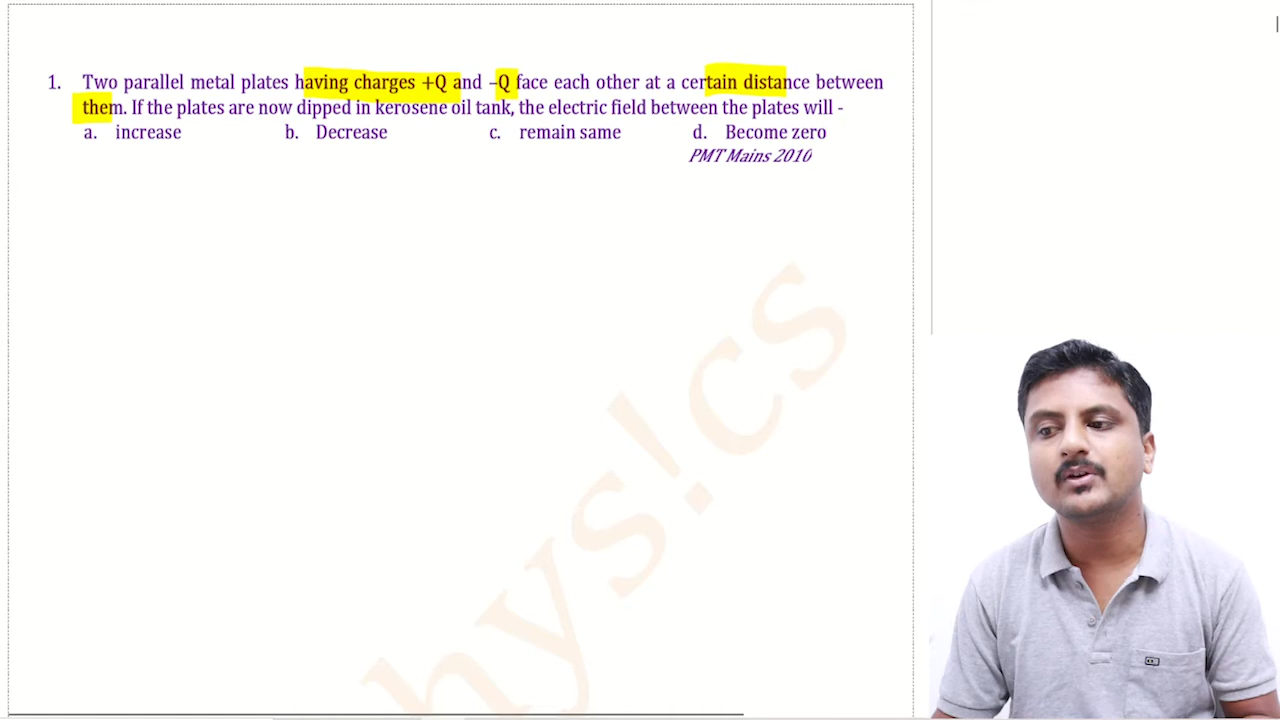 1. Two parallel metal plates having charges +Q and –Q face each other at a certain distance between
them. If the plates are now dipped in kerosene oil tank, the electric field between the plates will -
a. increase b. Decrease c. remain same d. Become zero
PMT Mains 2010
hys!cs